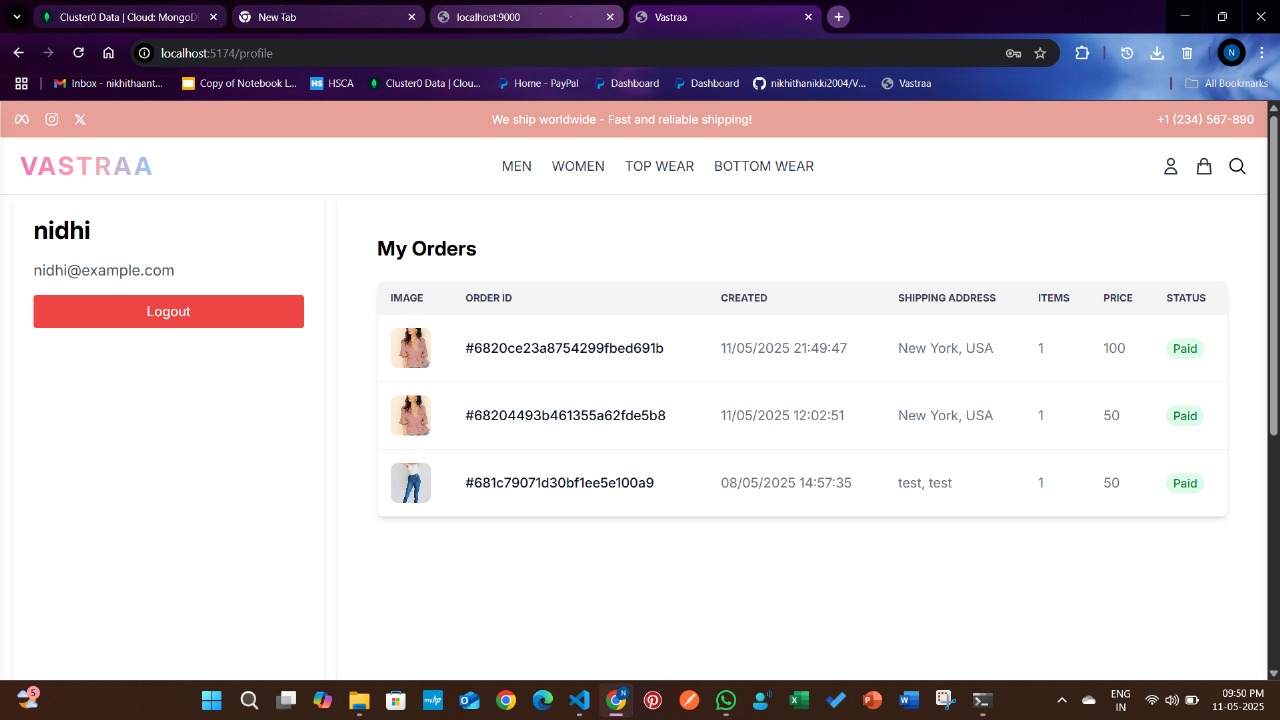 Cluster0 Data | Cloud: MongoD
New Tab
localhost:9000
Vastraa
localhost:5174/profile
N
Inbox - nikhithaant...
Copy of Notebook L...
HS HSCA
Cluster0 Data | Clou...
Home - PayPal
Dashboard
Dashboard
nikhithanikki2004/V...
Vastraa
All Bookmarks
We ship worldwide - Fast and reliable shipping!
+1 (234) 567-890
VASTRAA
MEN WOMEN TOP WEAR BOTTOM WEAR
nidhi
nidhi@example.com
Logout
My Orders
IMAGE ORDER ID CREATED SHIPPING ADDRESS ITEMS PRICE STATUS
#6820ce23a8754299fbed691b 11/05/2025 21:49:47 New York, USA 1 100 Paid
#68204493b461355a62fde5b8 11/05/2025 12:02:51 New York, USA 1 50 Paid
#681c79071d30bf1ee5e100a9 08/05/2025 14:57:35 test, test 1 50 Paid
5
myhp
N
ENG
IN
09:50 PM
11-05-2025